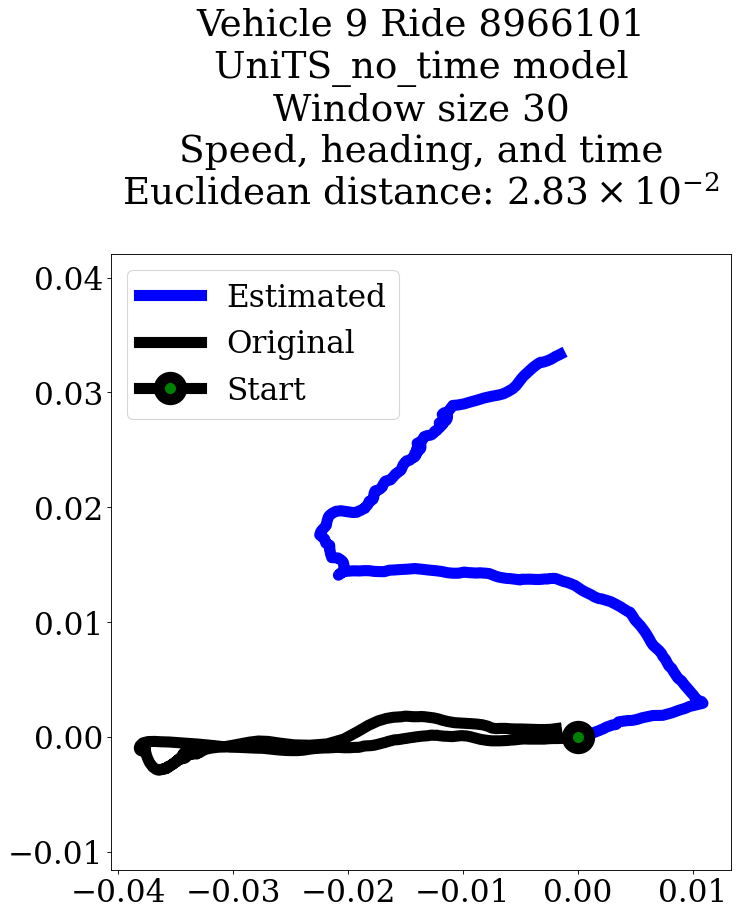 Vehicle 9 Ride 8966101
UniTS_no_time model
Window size 30
Speed, heading, and time
Euclidean distance: 2.83 × 10⁻²
0.04
Estimated
Original
Start
0.03
0.02
0.01
0.00
−0.01
−0.04 −0.03 −0.02 −0.01 0.00 0.01